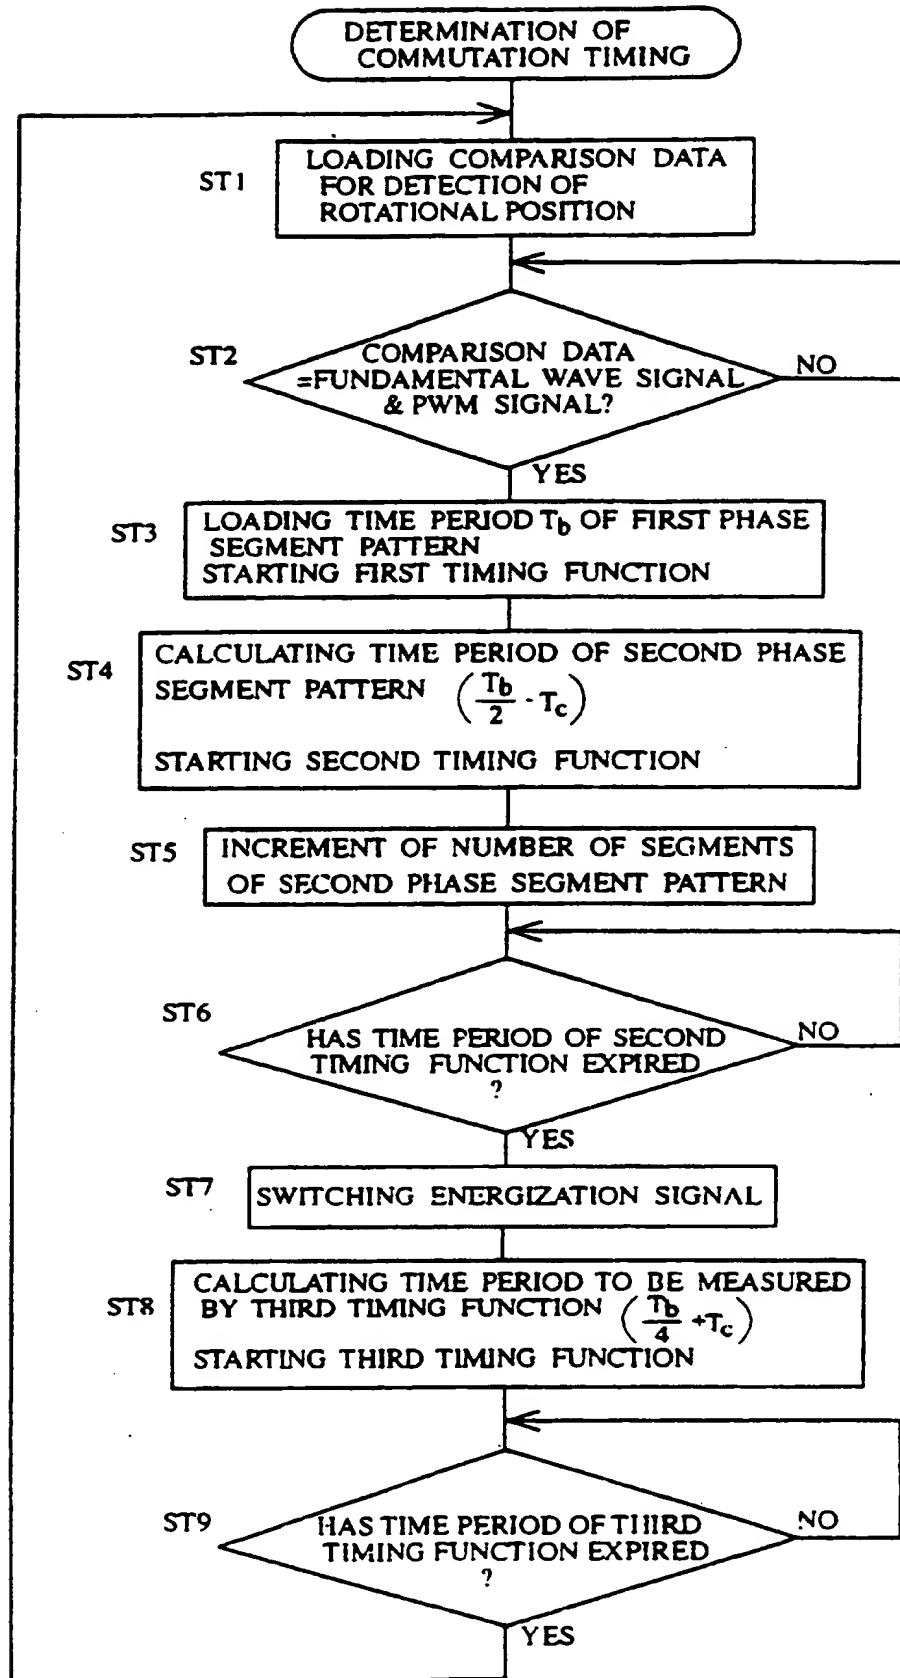 DETERMINATION OF
COMMUTATION TIMING
ST1
LOADING COMPARISON DATA
FOR DETECTION OF
ROTATIONAL POSITION
ST2
COMPARISON DATA
=FUNDAMENTAL WAVE SIGNAL
& PWM SIGNAL?
NO
YES
ST3
LOADING TIME PERIOD Tb OF FIRST PHASE
SEGMENT PATTERN
STARTING FIRST TIMING FUNCTION
ST4
CALCULATING TIME PERIOD OF SECOND PHASE
SEGMENT PATTERN (Tb/2 - Tc)
STARTING SECOND TIMING FUNCTION
ST5
INCREMENT OF NUMBER OF SEGMENTS
OF SECOND PHASE SEGMENT PATTERN
ST6
HAS TIME PERIOD OF SECOND
TIMING FUNCTION EXPIRED
?
NO
YES
ST7
SWITCHING ENERGIZATION SIGNAL
ST8
CALCULATING TIME PERIOD TO BE MEASURED
BY THIRD TIMING FUNCTION (Tb/4 +Tc)
STARTING THIRD TIMING FUNCTION
ST9
HAS TIME PERIOD OF THIRD
TIMING FUNCTION EXPIRED
?
NO
YES